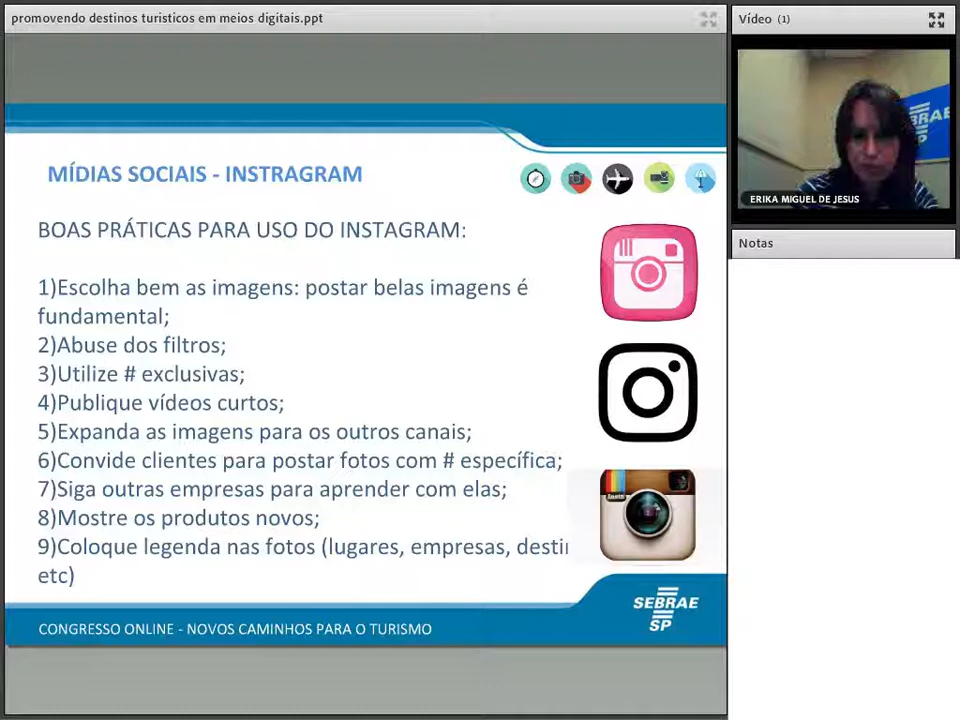 promovendo destinos turisticos em meios digitais.ppt
Vídeo (1)
BRAE
SP
ERIKA MIGUEL DE JESUS
Notas
MÍDIAS SOCIAIS - INSTRAGRAM
BOAS PRÁTICAS PARA USO DO INSTAGRAM:
1)Escolha bem as imagens: postar belas imagens é
fundamental;
2)Abuse dos filtros;
3)Utilize # exclusivas;
4)Publique vídeos curtos;
5)Expanda as imagens para os outros canais;
6)Convide clientes para postar fotos com # específica;
7)Siga outras empresas para aprender com elas;
8)Mostre os produtos novos;
9)Coloque legenda nas fotos (lugares, empresas, destin
etc)
SEBRAE
SP
CONGRESSO ONLINE - NOVOS CAMINHOS PARA O TURISMO